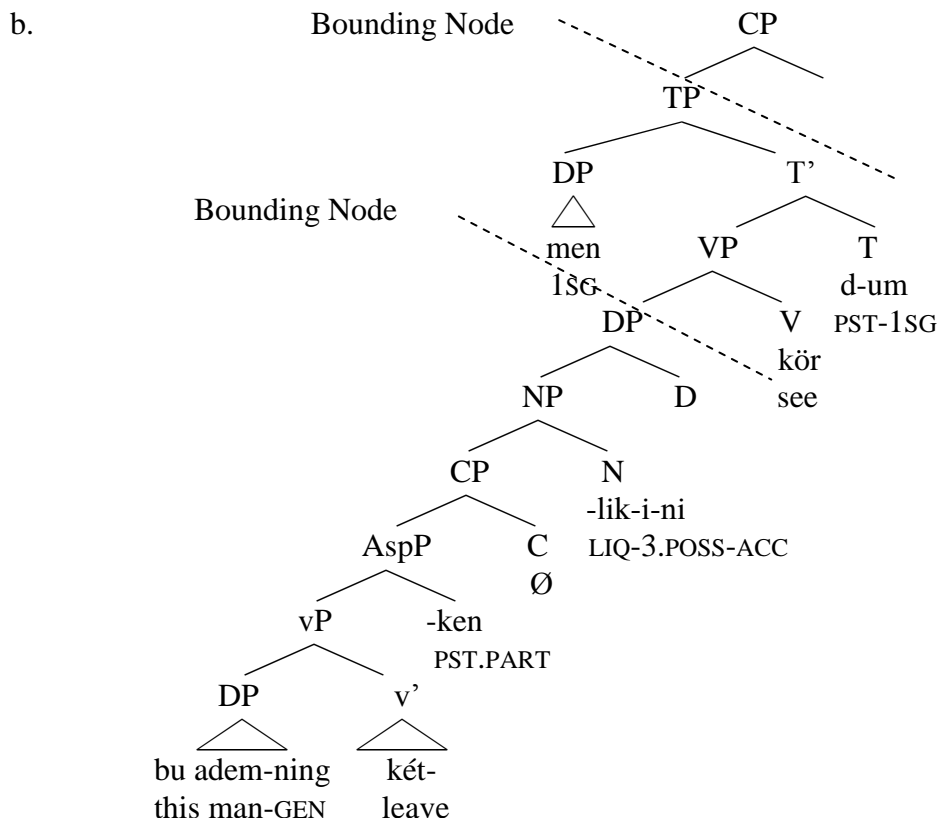 b.
Bounding Node CP
TP
DP T’
Bounding Node
men VP T
1SG d-um
DP V PST-1SG
kör
NP D see
CP N
-lik-i-ni
AspP C LIQ-3.POSS-ACC
Ø
vP -ken
PST.PART
DP v’
bu adem-ning két-
this man-GEN leave